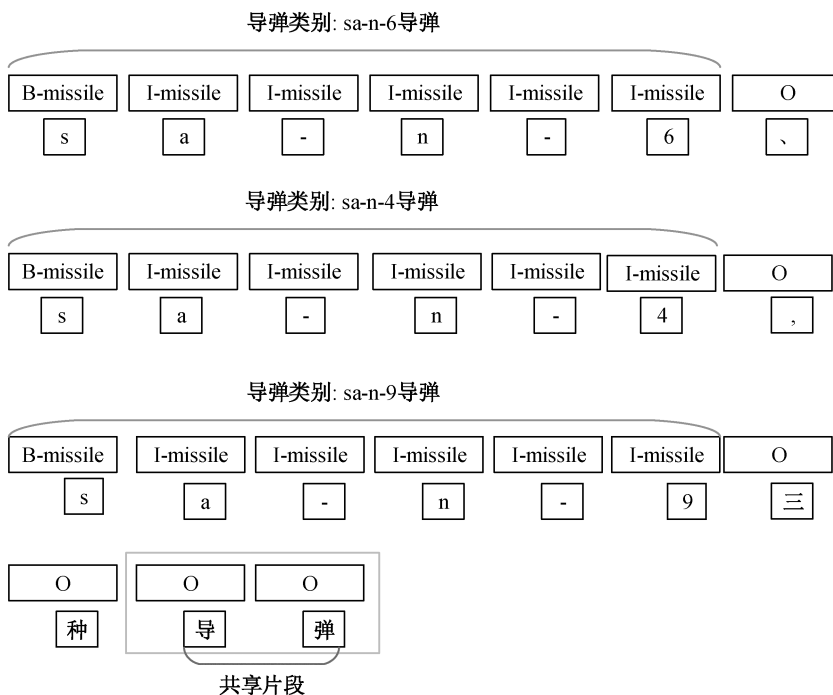 导弹类别: sa-n-6导弹
B-missile I-missile I-missile I-missile I-missile I-missile O
s a - n - 6 、
导弹类别: sa-n-4导弹
B-missile I-missile I-missile I-missile I-missile I-missile O
s a - n - 4 ,
导弹类别: sa-n-9导弹
B-missile I-missile I-missile I-missile I-missile I-missile O
s a - n - 9 三
O O O
种 导 弹
共享片段